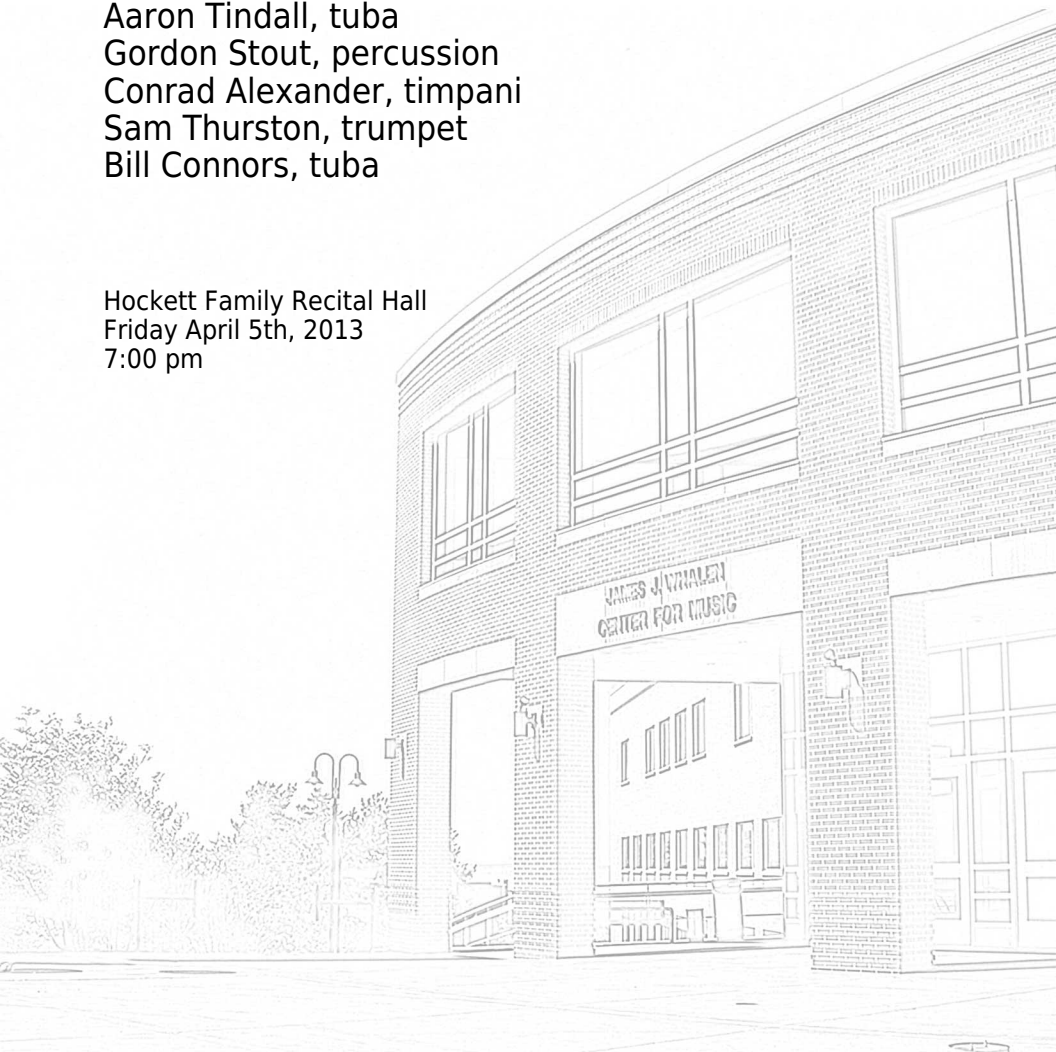 Aaron Tindall, tuba
Gordon Stout, percussion
Conrad Alexander, timpani
Sam Thurston, trumpet
Bill Connors, tuba
Hockett Family Recital Hall
Friday April 5th, 2013
7:00 pm
JAMES J. WHALEN
CENTER FOR MUSIC